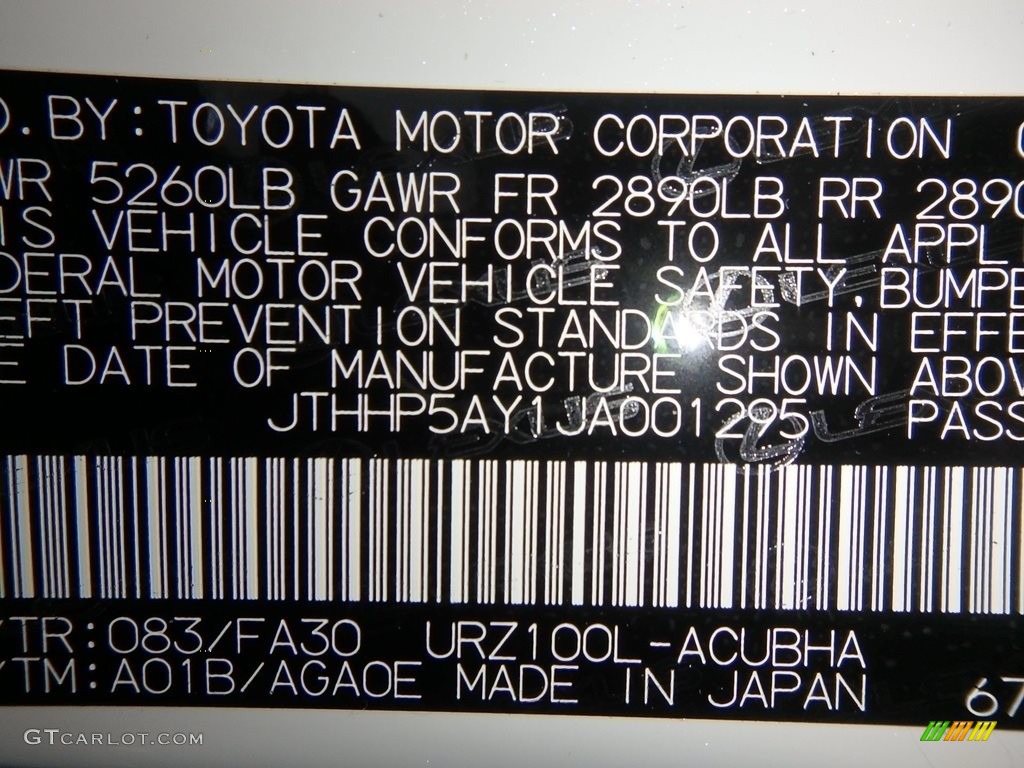 D. BY: TOYOTA MOTOR CORPORATION
WR 5260LB GAWR FR 2890LB RR 2890
IS VEHICLE CONFORMS TO ALL APPL
DERAL MOTOR VEHICLE SAFETY, BUMPE
EFT PREVENTION STANDARDS IN EFFE
E DATE OF MANUFACTURE SHOWN ABOV
JTHHP5AY1JA001295 PASS
/TR: 083/FA30 URZ100L-ACUBHA
/TM: A01B/AGA0E MADE IN JAPAN 67
GTCARLOT.COM